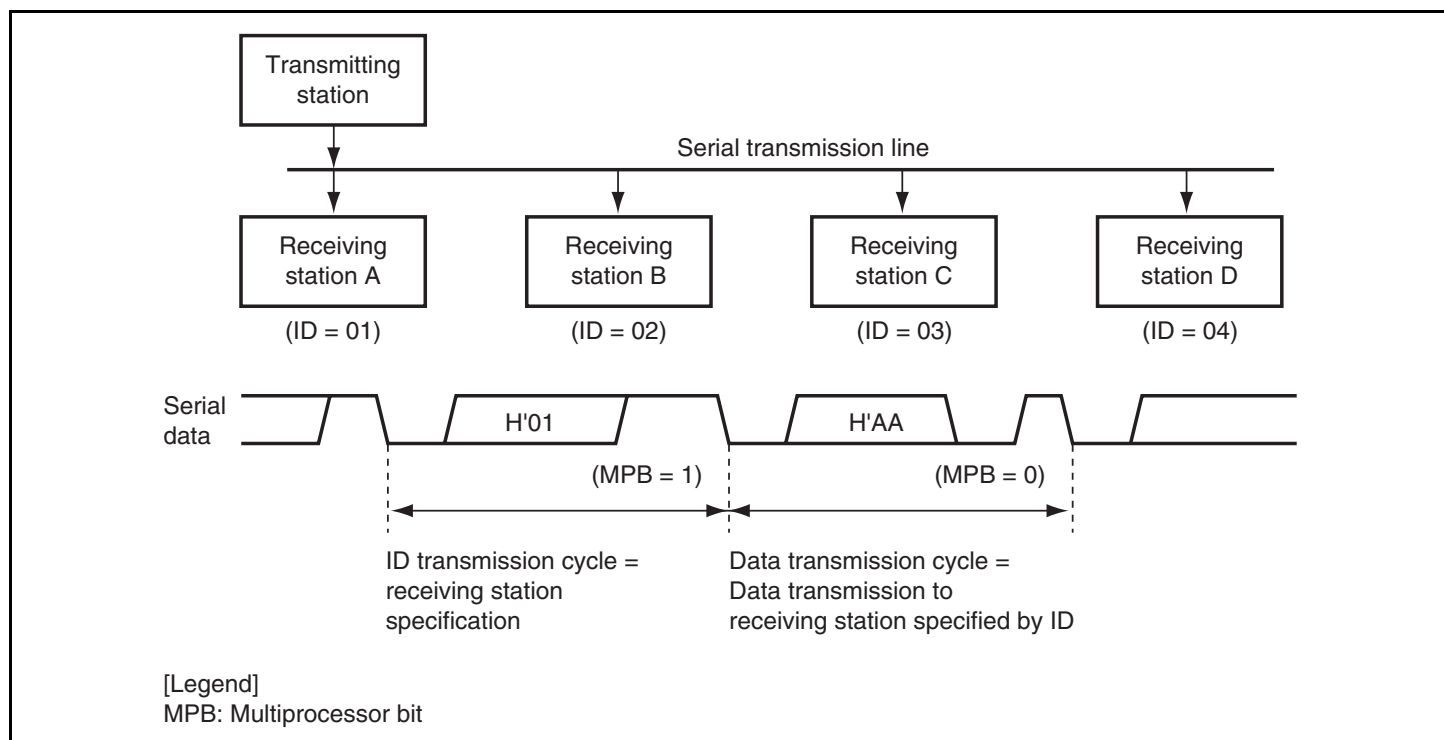 Transmitting
station
Serial transmission line
Receiving
station A
Receiving
station B
Receiving
station C
Receiving
station D
(ID = 01)
(ID = 02)
(ID = 03)
(ID = 04)
Serial
data
H'01
H'AA
(MPB = 1)
(MPB = 0)
ID transmission cycle =
receiving station
specification
Data transmission cycle =
Data transmission to
receiving station specified by ID
[Legend]
MPB: Multiprocessor bit